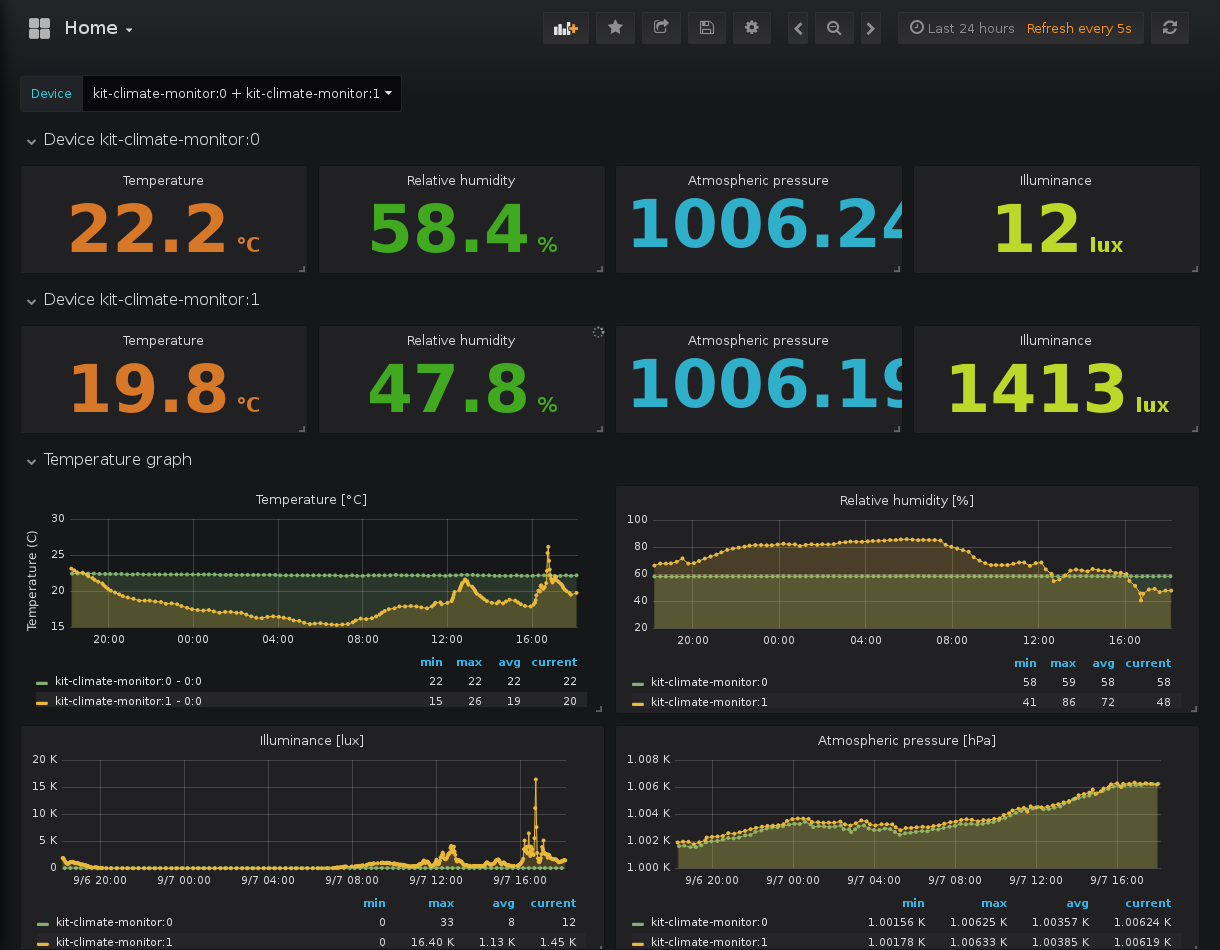 Home
Last 24 hours Refresh every 5s
Device kit-climate-monitor:0 + kit-climate-monitor:1
Device kit-climate-monitor:0
Temperature Relative humidity Atmospheric pressure Illuminance
22.2 °C 58.4 % 1006.24 12 lux
Device kit-climate-monitor:1
Temperature Relative humidity Atmospheric pressure Illuminance
19.8 °C 47.8 % 1006.19 1413 lux
Temperature graph
Temperature [°C]
Temperature (C)
30
25
20
15
20:00 00:00 04:00 08:00 12:00 16:00
min max avg current
kit-climate-monitor:0 - 0:0 22 22 22 22
kit-climate-monitor:1 - 0:0 15 26 19 20
Relative humidity [%]
100
80
60
40
20
20:00 00:00 04:00 08:00 12:00 16:00
min max avg current
kit-climate-monitor:0 58 59 58 58
kit-climate-monitor:1 41 86 72 48
Illuminance [lux]
20 K
15 K
10 K
5 K
0
9/6 20:00 9/7 00:00 9/7 04:00 9/7 08:00 9/7 12:00 9/7 16:00
min max avg current
kit-climate-monitor:0 0 33 8 12
kit-climate-monitor:1 0 16.40 K 1.13 K 1.45 K
Atmospheric pressure [hPa]
1.008 K
1.006 K
1.004 K
1.002 K
1.000 K
9/6 20:00 9/7 00:00 9/7 04:00 9/7 08:00 9/7 12:00 9/7 16:00
min max avg current
kit-climate-monitor:0 1.00156 K 1.00625 K 1.00357 K 1.00624 K
kit-climate-monitor:1 1.00178 K 1.00633 K 1.00385 K 1.00619 K